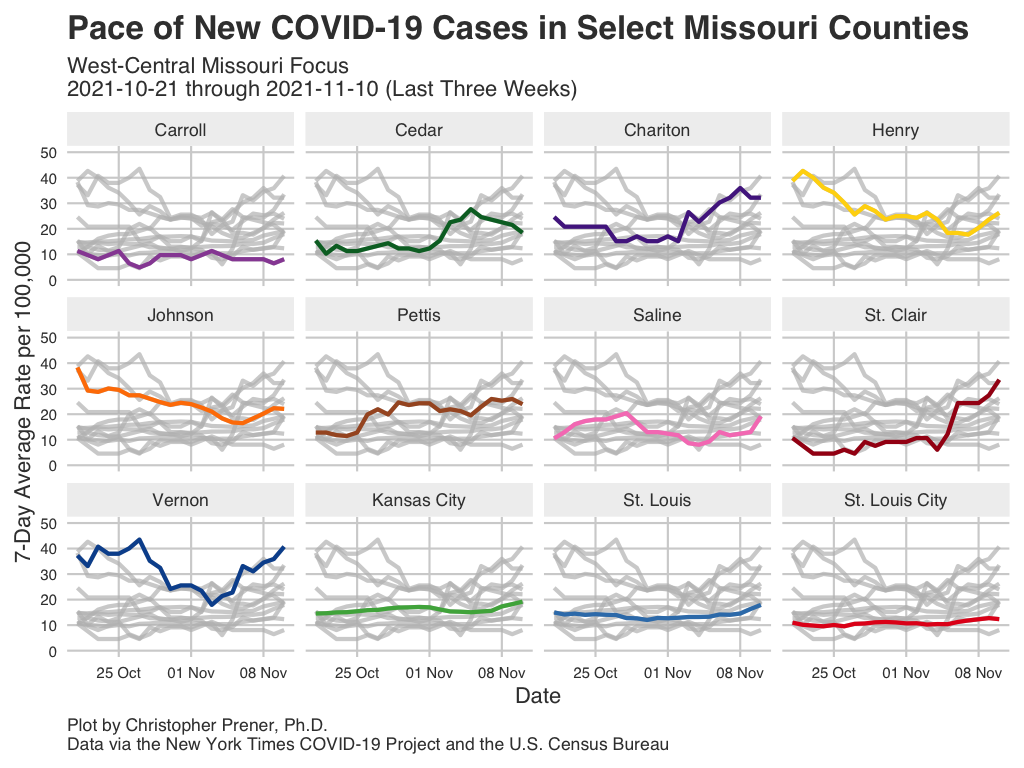 Pace of New COVID-19 Cases in Select Missouri Counties
West-Central Missouri Focus
2021-10-21 through 2021-11-10 (Last Three Weeks)
7-Day Average Rate per 100,000
Carroll Cedar Chariton Henry
50
40
30
20
10
0
Johnson Pettis Saline St. Clair
50
40
30
20
10
0
Vernon Kansas City St. Louis St. Louis City
50
40
30
20
10
0
25 Oct 01 Nov 08 Nov 25 Oct 01 Nov 08 Nov 25 Oct 01 Nov 08 Nov 25 Oct 01 Nov 08 Nov
Date
Plot by Christopher Prener, Ph.D.
Data via the New York Times COVID-19 Project and the U.S. Census Bureau